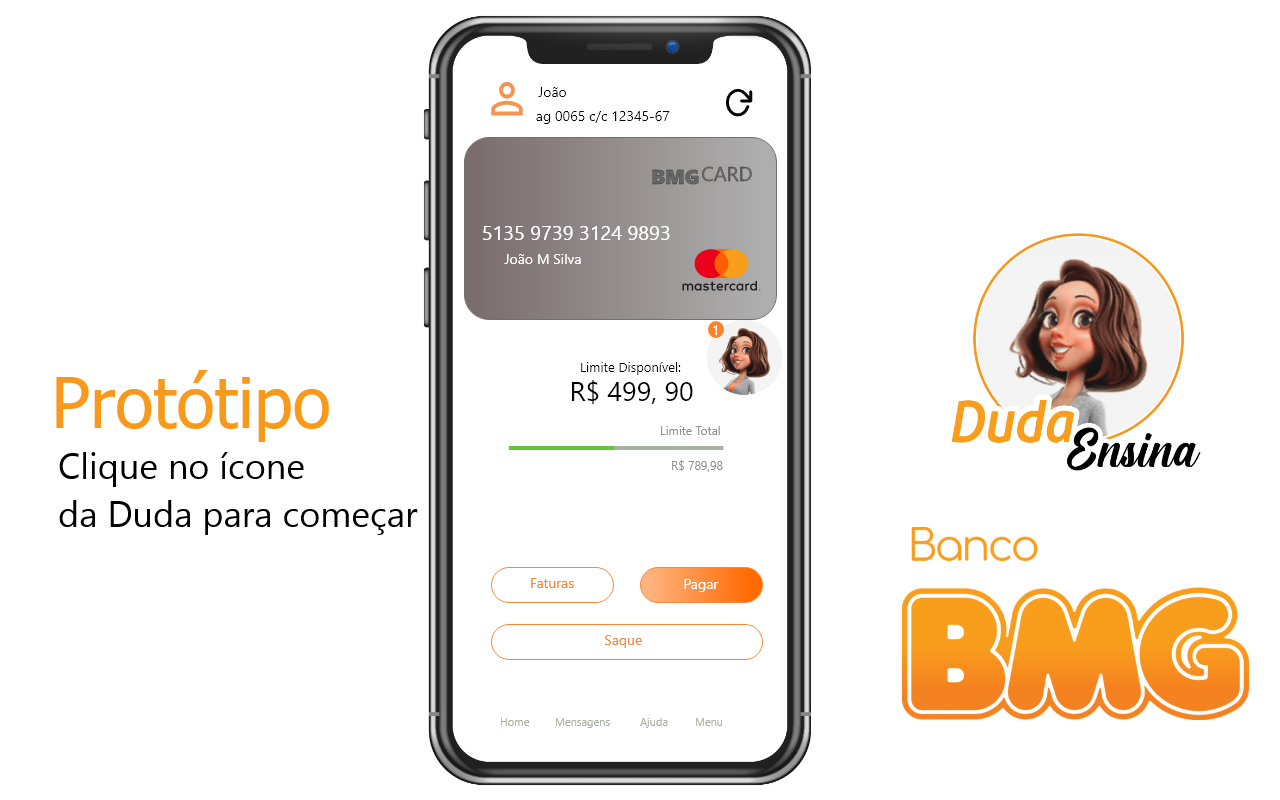 Protótipo
Clique no ícone
da Duda para começar
João
ag 0065 c/c 12345-67
BMG CARD
5135 9739 3124 9893
João M Silva
mastercard.
1
Limite Disponível:
R$ 499, 90
Limite Total
R$ 789,98
Faturas
Pagar
Saque
Home
Mensagens
Ajuda
Menu
Duda
Ensina
Banco
BMG